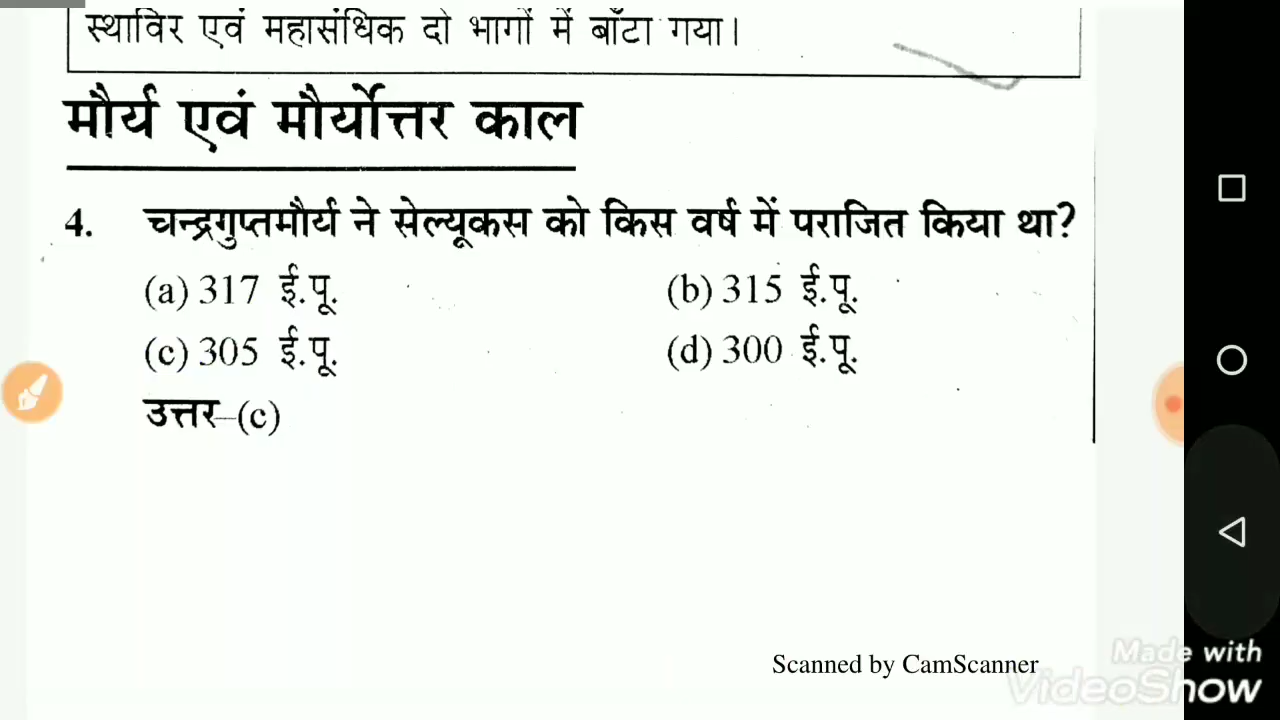 स्थाविर एवं महासंधिक दो भागों में बाँटा गया।
मौर्य एवं मौर्योत्तर काल
4. चन्द्रगुप्तमौर्य ने सेल्यूकस को किस वर्ष में पराजित किया था?
(a) 317 ई.पू. (b) 315 ई.पू.
(c) 305 ई.पू. (d) 300 ई.पू.
उत्तर–(c)
Scanned by CamScanner
Made with
VideoShow